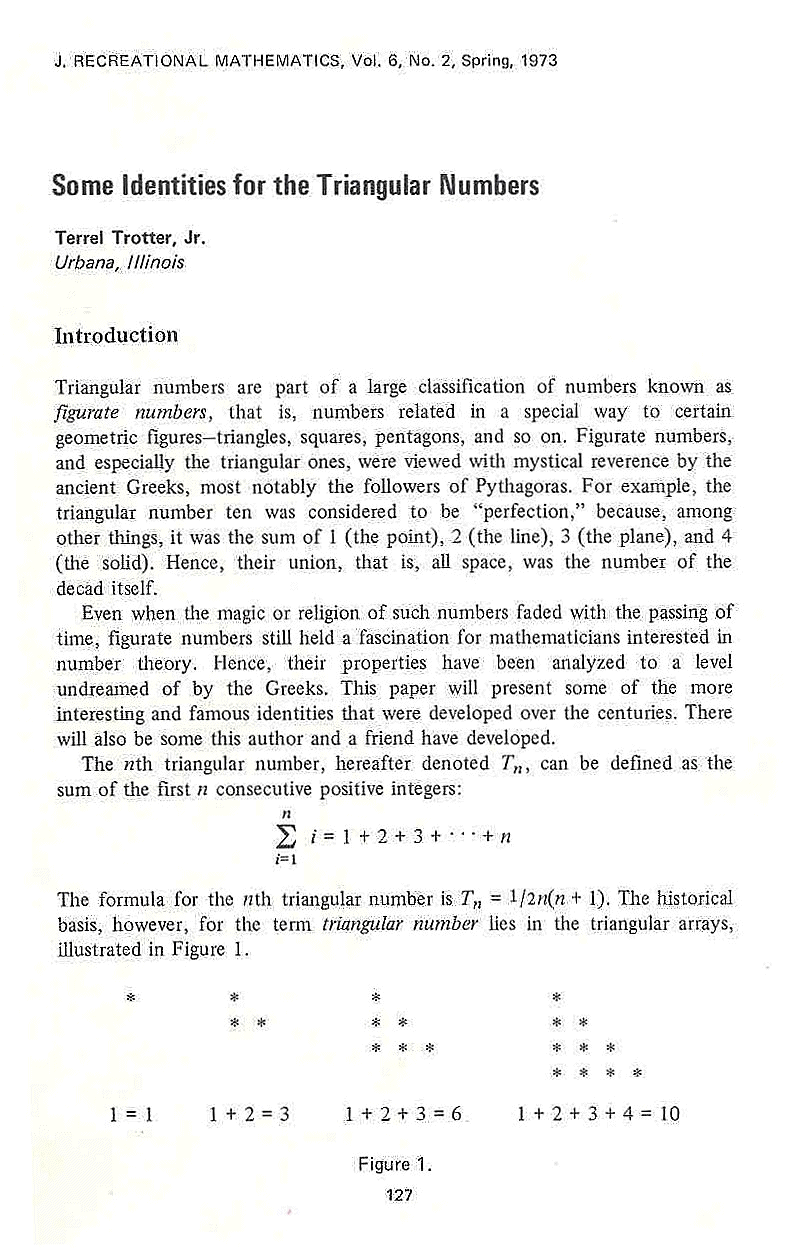 J. RECREATIONAL MATHEMATICS, Vol. 6, No. 2, Spring, 1973
Some Identities for the Triangular Numbers
Terrel Trotter, Jr.
Urbana, Illinois
Introduction
Triangular numbers are part of a large classification of numbers known as
figurate numbers, that is, numbers related in a special way to certain
geometric figures—triangles, squares, pentagons, and so on. Figurate numbers,
and especially the triangular ones, were viewed with mystical reverence by the
ancient Greeks, most notably the followers of Pythagoras. For example, the
triangular number ten was considered to be “perfection,” because, among
other things, it was the sum of 1 (the point), 2 (the line), 3 (the plane), and 4
(the solid). Hence, their union, that is, all space, was the number of the
decad itself.
Even when the magic or religion of such numbers faded with the passing of
time, figurate numbers still held a fascination for mathematicians interested in
number theory. Hence, their properties have been analyzed to a level
undreamed of by the Greeks. This paper will present some of the more
interesting and famous identities that were developed over the centuries. There
will also be some this author and a friend have developed.
The nth triangular number, hereafter denoted Tₙ, can be defined as the
sum of the first n consecutive positive integers:
n
∑ i = 1 + 2 + 3 + · · · + n
i=1
The formula for the nth triangular number is Tₙ = 1/2n(n + 1). The historical
basis, however, for the term triangular number lies in the triangular arrays,
illustrated in Figure 1.
* * * *
* * * * * *
* * * * * *
* * * *
1 = 1 1 + 2 = 3 1 + 2 + 3 = 6 1 + 2 + 3 + 4 = 10
Figure 1.
127